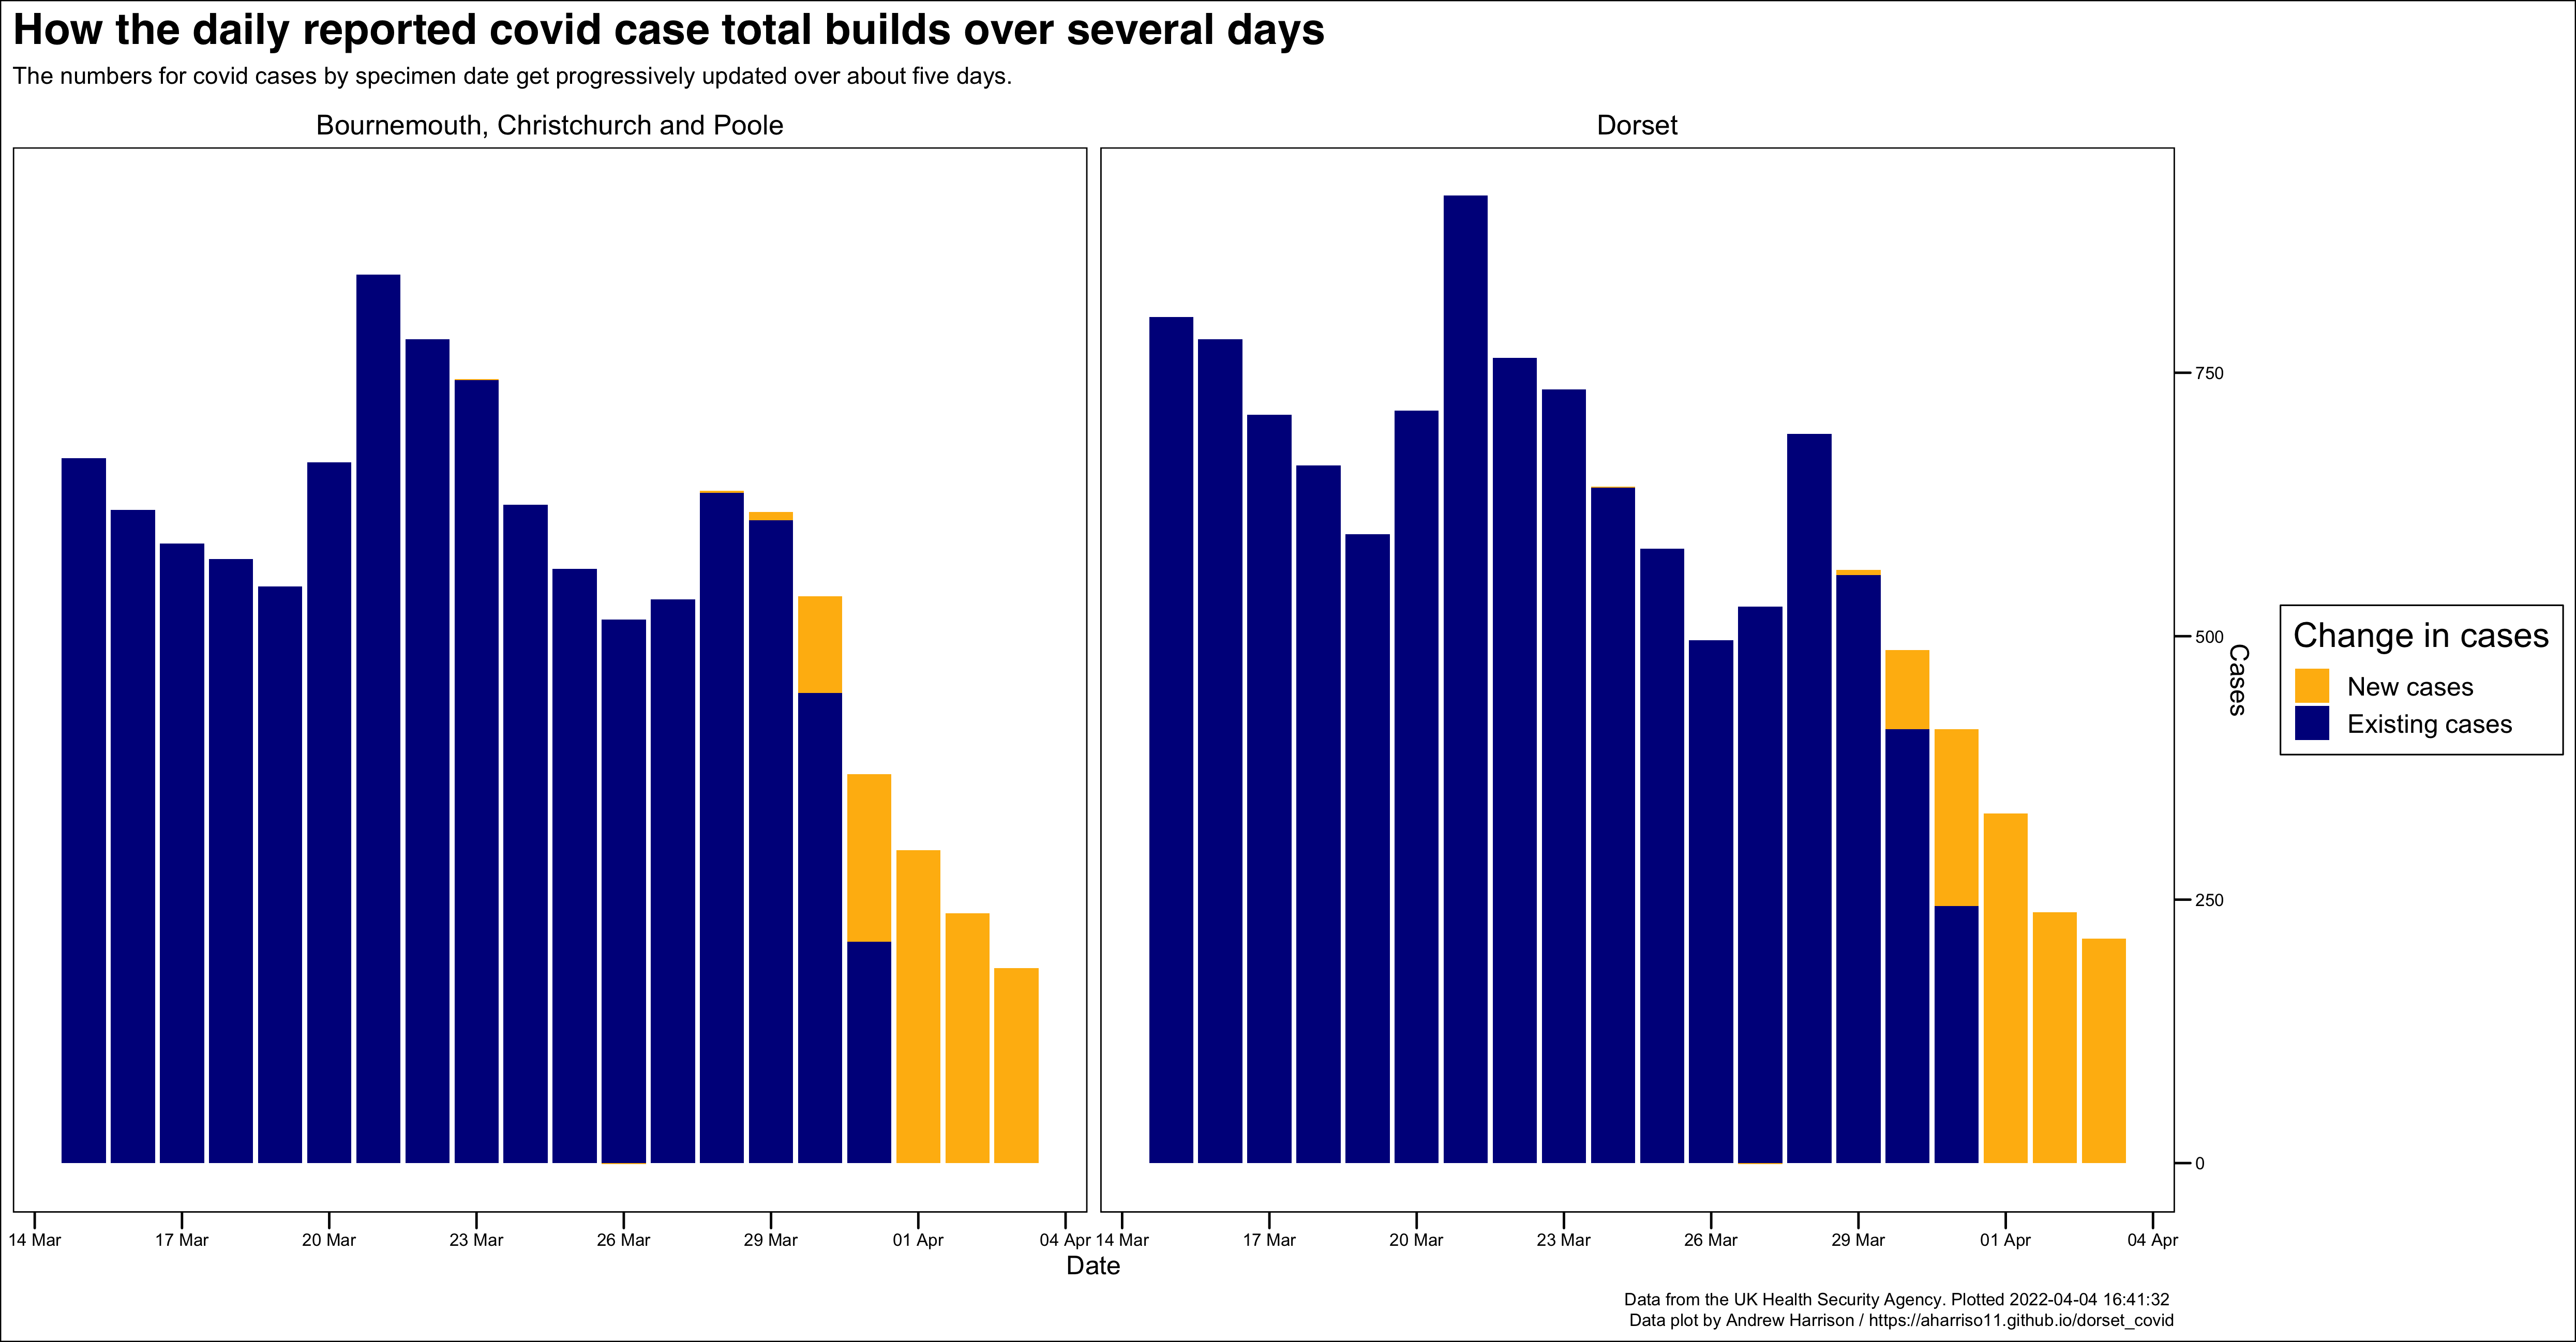 How the daily reported covid case total builds over several days
The numbers for covid cases by specimen date get progressively updated over about five days.
Bournemouth, Christchurch and Poole
Dorset
750
500
250
0
Cases
Change in cases
New cases
Existing cases
14 Mar 17 Mar 20 Mar 23 Mar 26 Mar 29 Mar 01 Apr 04 Apr 14 Mar 17 Mar 20 Mar 23 Mar 26 Mar 29 Mar 01 Apr 04 Apr
Date
Data from the UK Health Security Agency. Plotted 2022-04-04 16:41:32
Data plot by Andrew Harrison / https://aharriso11.github.io/dorset_covid